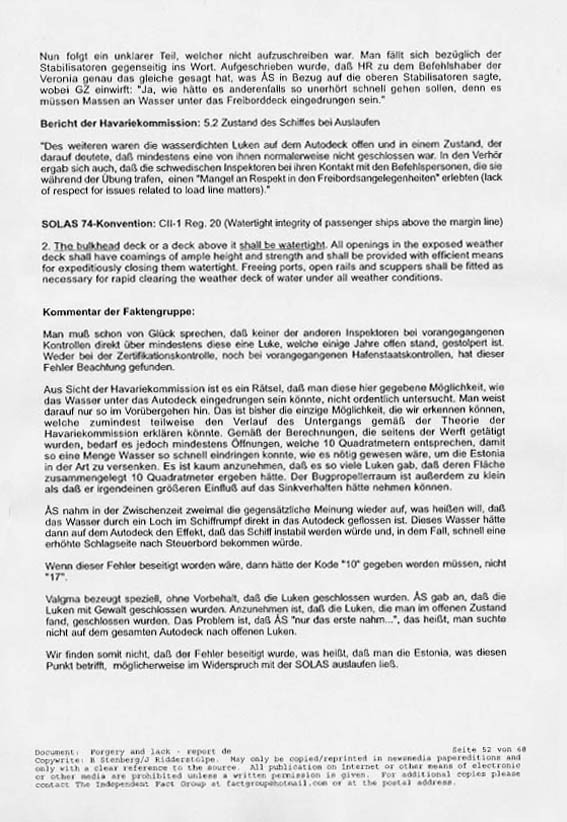 Nun folgt ein unklarer Teil, welcher nicht aufzuschreiben war. Man fällt sich bezüglich der
Stabilisatoren gegenseitig ins Wort. Aufgeschrieben wurde, daß HR zu dem Befehlshaber der
Veronia genau das gleiche gesagt hat, was ÅS in Bezug auf die oberen Stabilisatoren sagte,
wobei GZ einwirft: "Ja, wie hätte es anderenfalls so unerhört schnell gehen sollen, denn es
müssen Massen an Wasser unter das Freiborddeck eingedrungen sein."
Bericht der Havariekommission: 5.2 Zustand des Schiffes bei Auslaufen
"Des weiteren waren die wasserdichten Luken auf dem Autodeck offen und in einem Zustand, der
darauf deutete, daß mindestens eine von ihnen normalerweise nicht geschlossen war. In den Verhör
ergab sich auch, daß die schwedischen Inspektoren bei ihren Kontakt mit den Befehlspersonen, die sie
während der Übung trafen, einen "Mangel an Respekt in den Freibordsangelegenheiten" erlebten (lack
of respect for issues related to load line matters)."
SOLAS 74-Konvention: CII-1 Reg. 20 (Watertight integrity of passenger ships above the margin line)
2. The bulkhead deck or a deck above it shall be watertight. All openings in the exposed weather
deck shall have coamings of ample height and strength and shall be provided with efficient means
for expeditiously closing them watertight. Freeing ports, open rails and scuppers shall be fitted as
necessary for rapid clearing the weather deck of water under all weather conditions.
Kommentar der Faktengruppe:
Man muß schon von Glück sprechen, daß keiner der anderen Inspektoren bei vorangegangenen
Kontrollen direkt über mindestens diese eine Luke, welche einige Jahre offen stand, gestolpert ist.
Weder bei der Zertifikationskontrolle, noch bei vorangegangenen Hafenstaatskontrollen, hat dieser
Fehler Beachtung gefunden.
Aus Sicht der Havariekommission ist es ein Rätsel, daß man diese hier gegebene Möglichkeit, wie
das Wasser unter das Autodeck eingedrungen sein könnte, nicht ordentlich untersucht. Man weist
darauf nur so im Vorübergehen hin. Das ist bisher die einzige Möglichkeit, die wir erkennen können,
welche zumindest teilweise den Verlauf des Untergangs gemäß der Theorie der
Havariekommission erklären könnte. Gemäß der Berechnungen, die seitens der Werft getätigt
wurden, bedarf es jedoch mindestens Öffnungen, welche 10 Quadratmetern entsprechen, damit
so eine Menge Wasser so schnell eindringen konnte, wie es nötig gewesen wäre, um die Estonia
in der Art zu versenken. Es ist kaum anzunehmen, daß es so viele Luken gab, daß deren Fläche
zusammengelegt 10 Quadratmeter ergeben hätte. Der Bugpropellerraum ist außerdem zu klein
als daß er irgendeinen größeren Einfluß auf das Sinkverhalten hätte nehmen können.
ÅS nahm in der Zwischenzeit zweimal die gegensätzliche Meinung wieder auf, was heißen will, daß
das Wasser durch ein Loch im Schiffrumpf direkt in das Autodeck geflossen ist. Dieses Wasser hätte
dann auf dem Autodeck den Effekt, daß das Schiff instabil werden würde und, in dem Fall, schnell eine
erhöhte Schlagseite nach Steuerbord bekommen würde.
Wenn dieser Fehler beseitigt worden wäre, dann hätte der Kode "10" gegeben werden müssen, nicht
"17".
Valgma bezeugt speziell, ohne Vorbehalt, daß die Luken geschlossen wurden. ÅS gab an, daß die
Luken mit Gewalt geschlossen wurden. Anzunehmen ist, daß die Luken, die man im offenen Zustand
fand, geschlossen wurden. Das Problem ist, daß ÅS "nur das erste nahm...", das heißt, man suchte
nicht auf dem gesamten Autodeck nach offenen Luken.
Wir finden somit nicht, daß der Fehler beseitigt wurde, was heißt, daß man die Estonia, was diesen
Punkt betrifft, möglicherweise im Widerspruch mit der SOLAS auslaufen ließ.
Document: Forgery and lack - report de Seite 52 von 60
Copywrite: B Stenberg/J Ridderstolpe. May only be copied/reprinted in newsmedia papereditions and
only with a clear reference to the source. All publication on Internet or other means of electronic
or other media are prohibited unless a written permission is given. For additional copies please
contact The Independent Fact Group at factgroup@hotmail.com or at the postal address.